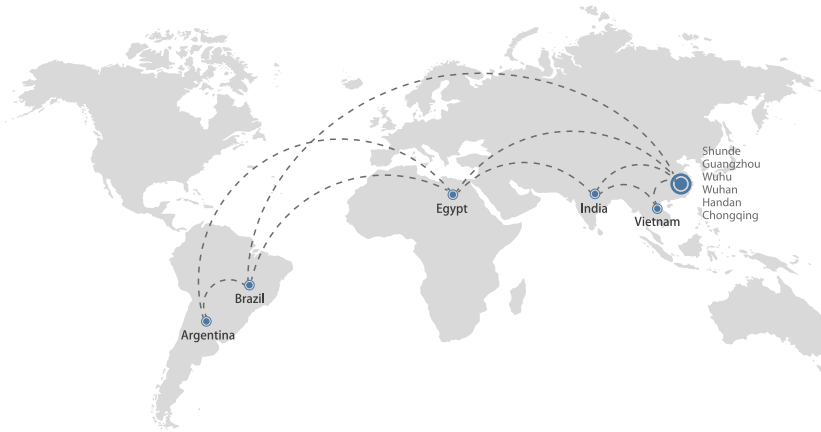 Shunde
Guangzhou
Wuhu
Wuhan
Handan
Chongqing
Egypt
India
Vietnam
Brazil
Argentina